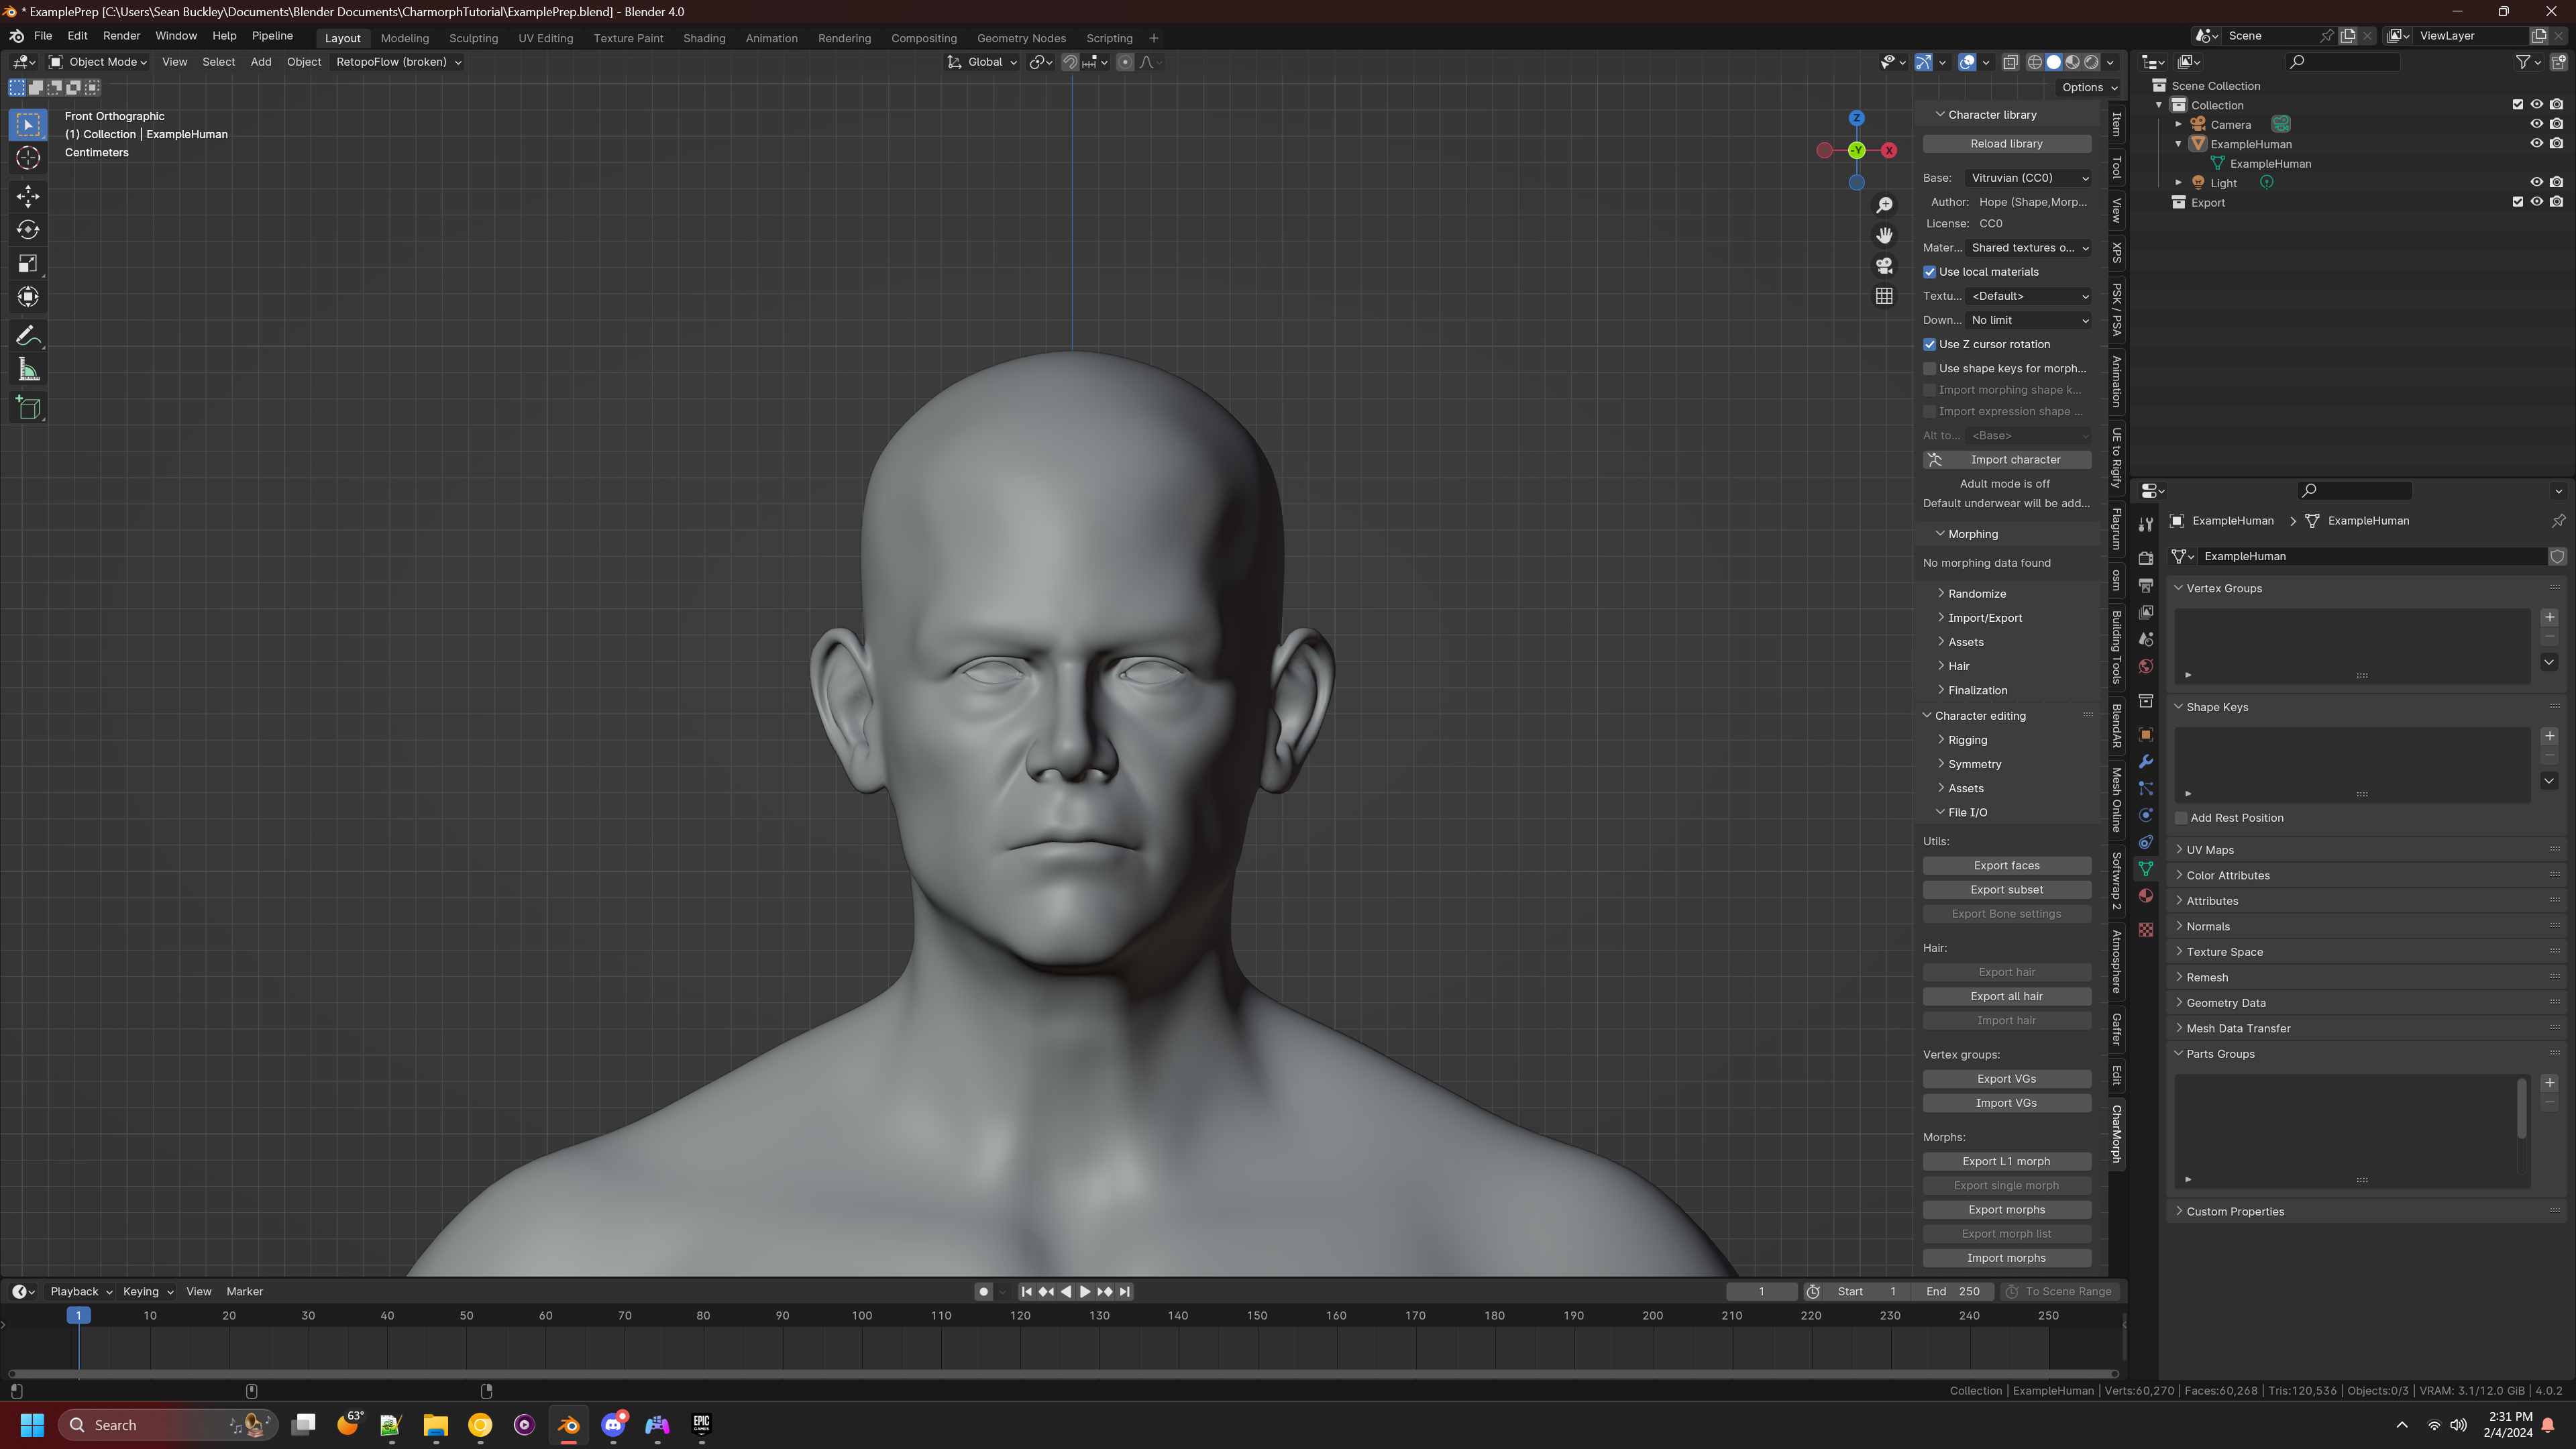 * ExamplePrep [C:\Users\Sean Buckley\Documents\Blender Documents\CharmorphTutorial\ExamplePrep.blend] - Blender 4.0
File Edit Render Window Help Pipeline Layout Modeling Sculpting UV Editing Texture Paint Shading Animation Rendering Compositing Geometry Nodes Scripting + Scene ViewLayer
Object Mode View Select Add Object RetopoFlow (broken) Global
Options
Front Orthographic
(1) Collection | ExampleHuman
Centimeters
Z
-Y
X
Character library
Reload library
Base: Vitruvian (CC0)
Author: Hope (Shape,Morp...
License: CC0
Mater... Shared textures o...
Use local materials
Textu... <Default>
Down... No limit
Use Z cursor rotation
Use shape keys for morph...
Import morphing shape k...
Import expression shape ...
Alt to... <Base>
Import character
Adult mode is off
Default underwear will be add...
Morphing
No morphing data found
Randomize
Import/Export
Assets
Hair
Finalization
Character editing
Rigging
Symmetry
Assets
File I/O
Utils:
Export faces
Export subset
Export Bone settings
Hair:
Export hair
Export all hair
Import hair
Vertex groups:
Export VGs
Import VGs
Morphs:
Export L1 morph
Export single morph
Export morphs
Export morph list
Import morphs
Item
Tool
View
XPS
PSK / PSA
Animation
UE to Rigify
Flagrum
osm
Building Tools
BlendAR
Mesh Online
Softwrap 2
Atmosphere
Gaffer
Edit
CharMorph
Scene Collection
Collection
Camera
ExampleHuman
ExampleHuman
Light
Export
ExampleHuman > ExampleHuman
ExampleHuman
Vertex Groups
Shape Keys
Add Rest Position
UV Maps
Color Attributes
Attributes
Normals
Texture Space
Remesh
Geometry Data
Mesh Data Transfer
Parts Groups
Custom Properties
Playback Keying View Marker 1 Start 1 End 250 To Scene Range
1 10 20 30 40 50 60 70 80 90 100 110 120 130 140 150 160 170 180 190 200 210 220 230 240 250
Collection | ExampleHuman | Verts:60,270 | Faces:60,268 | Tris:120,536 | Objects:0/3 | VRAM: 3.1/12.0 GiB | 4.0.2
Search
63°
EPIC
GAMES
2:31 PM
2/4/2024